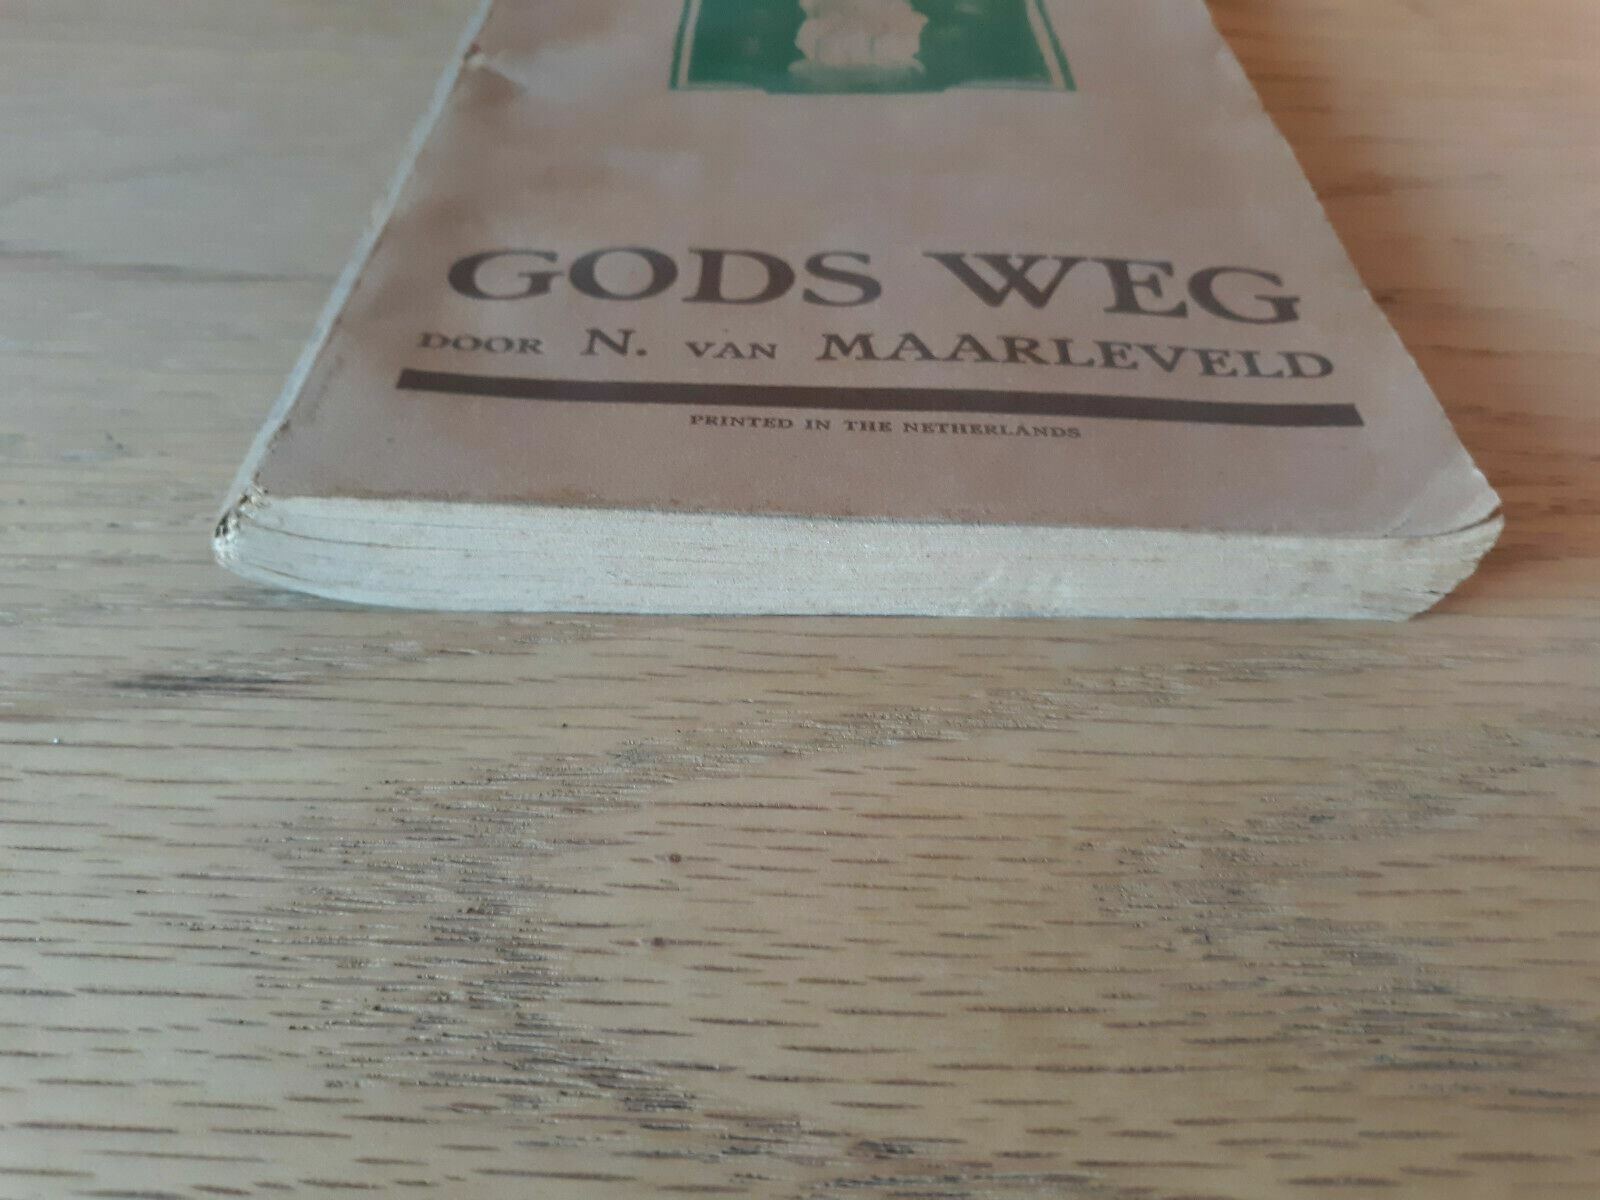 GODS WEG
DOOR N. VAN MAARLEVELD
PRINTED IN THE NETHERLANDS